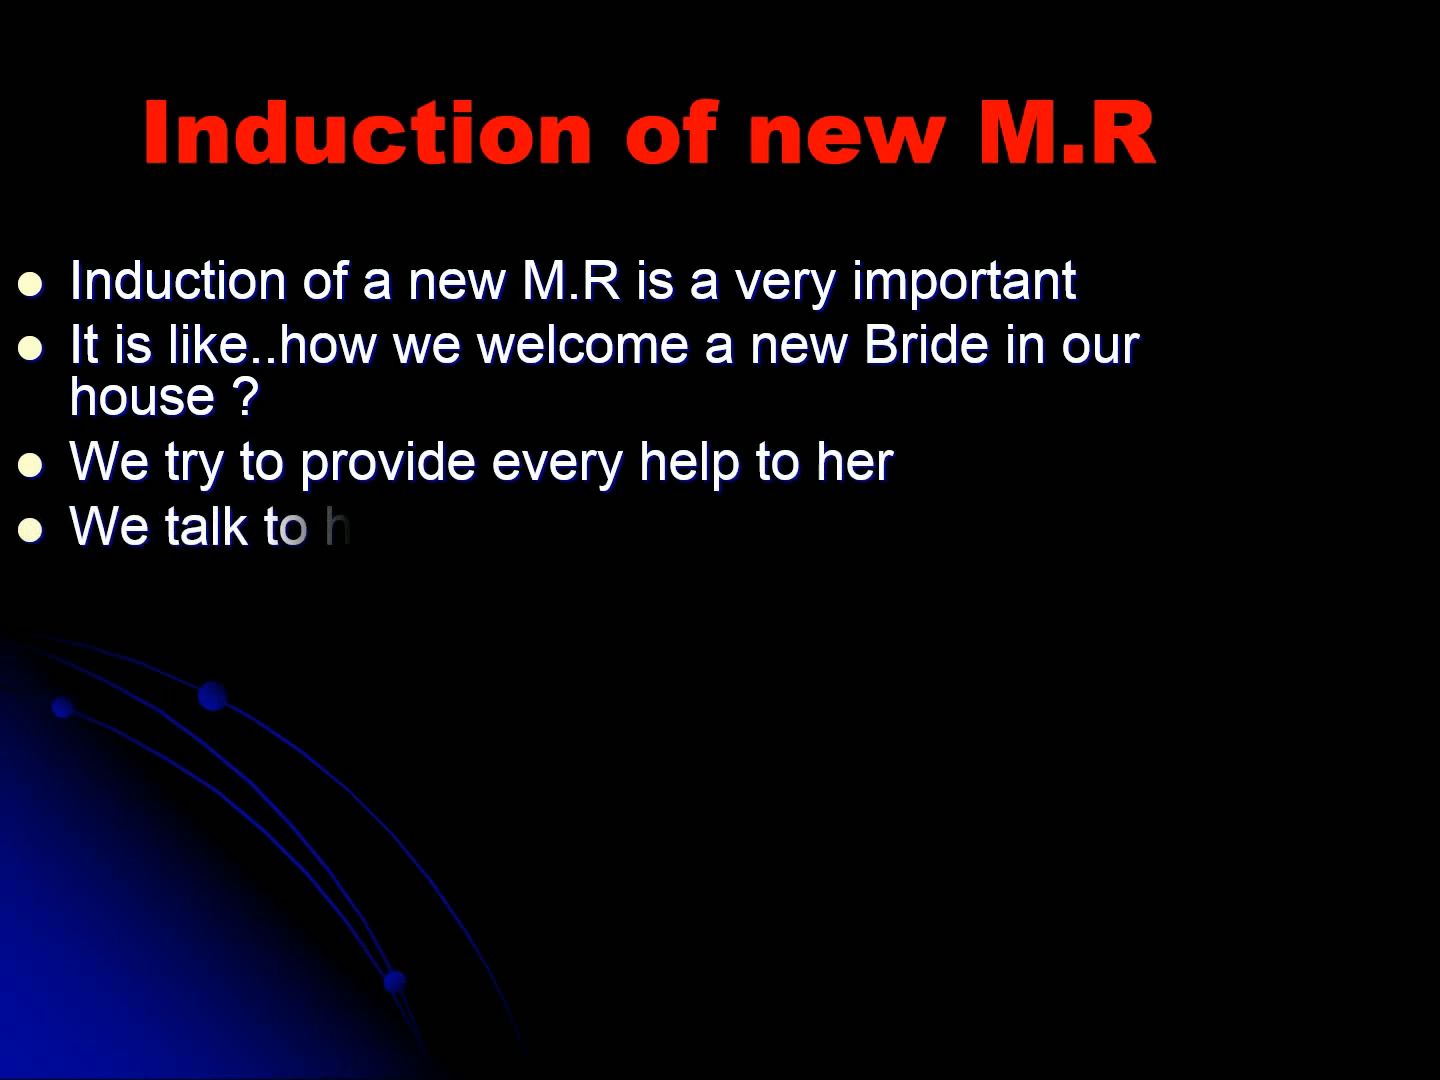 Induction of new M.R
Induction of a new M.R is a very important
It is like..how we welcome a new Bride in our
house ?
We try to provide every help to her
We talk to